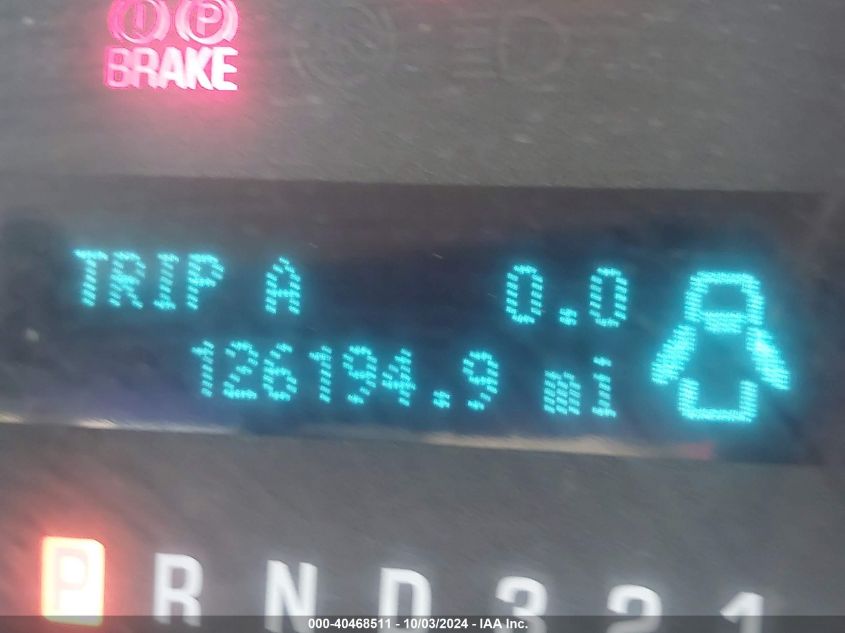 P
BRAKE
TRIP A 0.0
126194.9 mi
P R N D 3 2 1
000-40468511 - 10/03/2024 - IAA Inc.